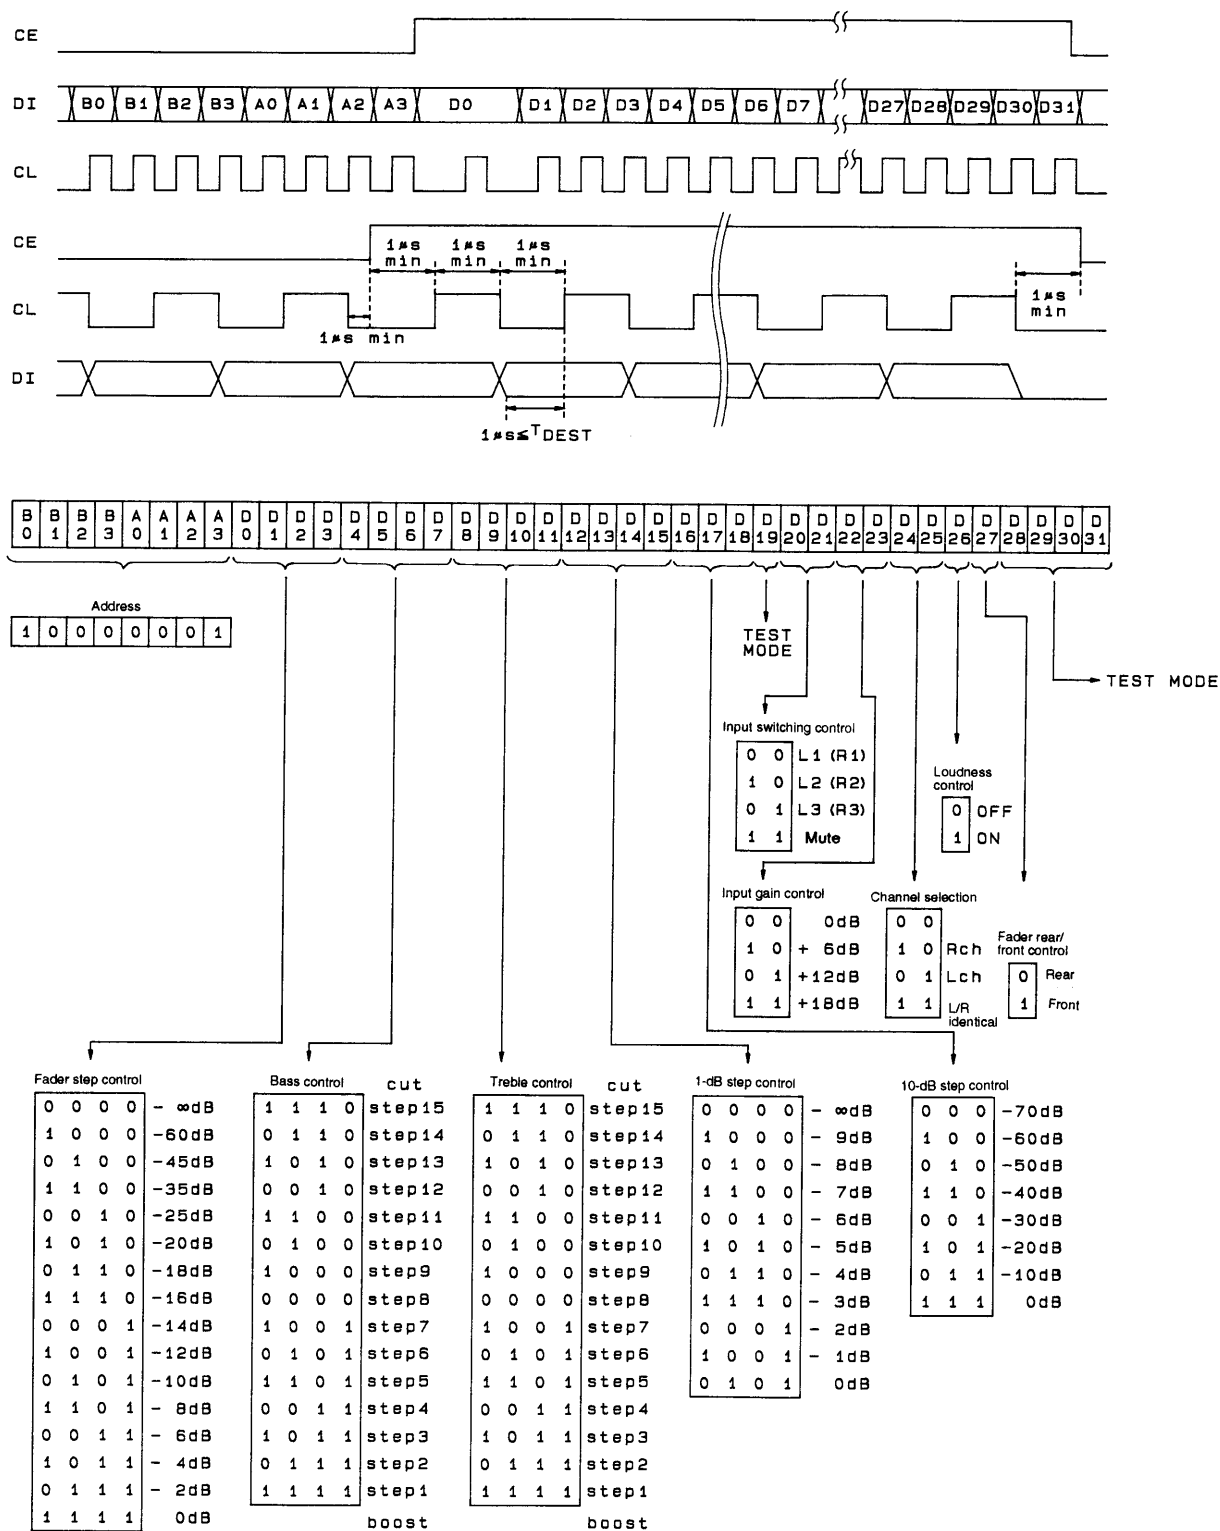 CE
DI B0 B1 B2 B3 A0 A1 A2 A3 D0 D1 D2 D3 D4 D5 D6 D7 D27 D28 D29 D30 D31
CL
CE
1μs min 1μs min 1μs min
1μs min
CL
1μs min
DI
1μs≦TDEST
B0 B1 B2 B3 A0 A1 A2 A3 D0 D1 D2 D3 D4 D5 D6 D7 D8 D9 D10 D11 D12 D13 D14 D15 D16 D17 D18 D19 D20 D21 D22 D23 D24 D25 D26 D27 D28 D29 D30 D31
Address
1 0 0 0 0 0 0 1
TEST MODE
TEST MODE
Input switching control
0 0 L1 (R1)
1 0 L2 (R2)
0 1 L3 (R3)
1 1 Mute
Loudness control
0 OFF
1 ON
Input gain control
0 0 0dB
1 0 + 6dB
0 1 +12dB
1 1 +18dB
Channel selection
0 0
1 0 Rch
0 1 Lch
1 1 L/R identical
Fader rear/
front control
0 Rear
1 Front
Fader step control
0 0 0 0 - ∞dB
1 0 0 0 -60dB
0 1 0 0 -45dB
1 1 0 0 -35dB
0 0 1 0 -25dB
1 0 1 0 -20dB
0 1 1 0 -18dB
1 1 1 0 -16dB
0 0 0 1 -14dB
1 0 0 1 -12dB
0 1 0 1 -10dB
1 1 0 1 - 8dB
0 0 1 1 - 6dB
1 0 1 1 - 4dB
0 1 1 1 - 2dB
1 1 1 1 0dB
Bass control cut
1 1 1 0 step15
0 1 1 0 step14
1 0 1 0 step13
0 0 1 0 step12
1 1 0 0 step11
0 1 0 0 step10
1 0 0 0 step9
0 0 0 0 step8
1 0 0 1 step7
0 1 0 1 step6
1 1 0 1 step5
0 0 1 1 step4
1 0 1 1 step3
0 1 1 1 step2
1 1 1 1 step1
boost
Treble control cut
1 1 1 0 step15
0 1 1 0 step14
1 0 1 0 step13
0 0 1 0 step12
1 1 0 0 step11
0 1 0 0 step10
1 0 0 0 step9
0 0 0 0 step8
1 0 0 1 step7
0 1 0 1 step6
1 1 0 1 step5
0 0 1 1 step4
1 0 1 1 step3
0 1 1 1 step2
1 1 1 1 step1
boost
1-dB step control
0 0 0 0 - ∞dB
1 0 0 0 - 9dB
0 1 0 0 - 8dB
1 1 0 0 - 7dB
0 0 1 0 - 6dB
1 0 1 0 - 5dB
0 1 1 0 - 4dB
1 1 1 0 - 3dB
0 0 0 1 - 2dB
1 0 0 1 - 1dB
0 1 0 1 0dB
10-dB step control
0 0 0 -70dB
1 0 0 -60dB
0 1 0 -50dB
1 1 0 -40dB
0 0 1 -30dB
1 0 1 -20dB
0 1 1 -10dB
1 1 1 0dB